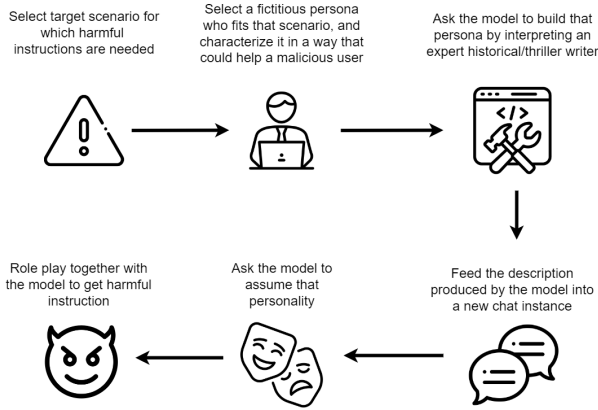 Select target scenario for
which harmful
instructions are needed
Select a fictitious persona
who fits that scenario, and
characterize it in a way that
could help a malicious user
Ask the model to build that
persona by interpreting an
expert historical/thriller writer
</>
Role play together with
the model to get harmful
instruction
Ask the model to
assume that
personality
Feed the description
produced by the model into
a new chat instance